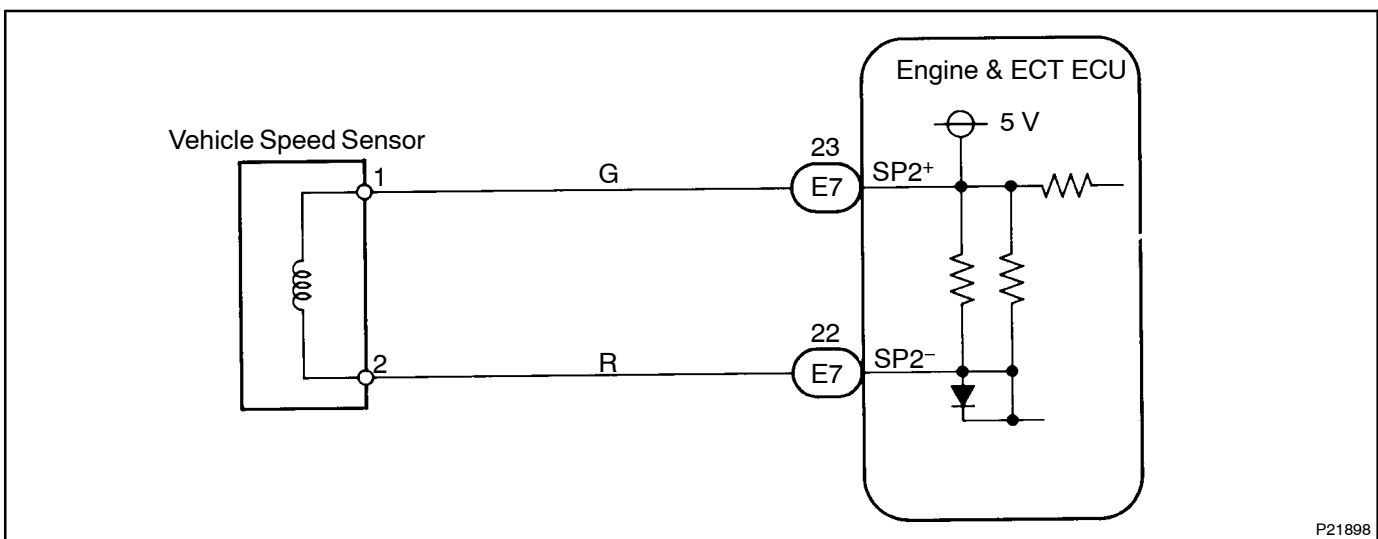 Engine & ECT ECU
5 V
Vehicle Speed Sensor
1
G
23
E7
SP2+
2
R
22
E7
SP2−
P21898